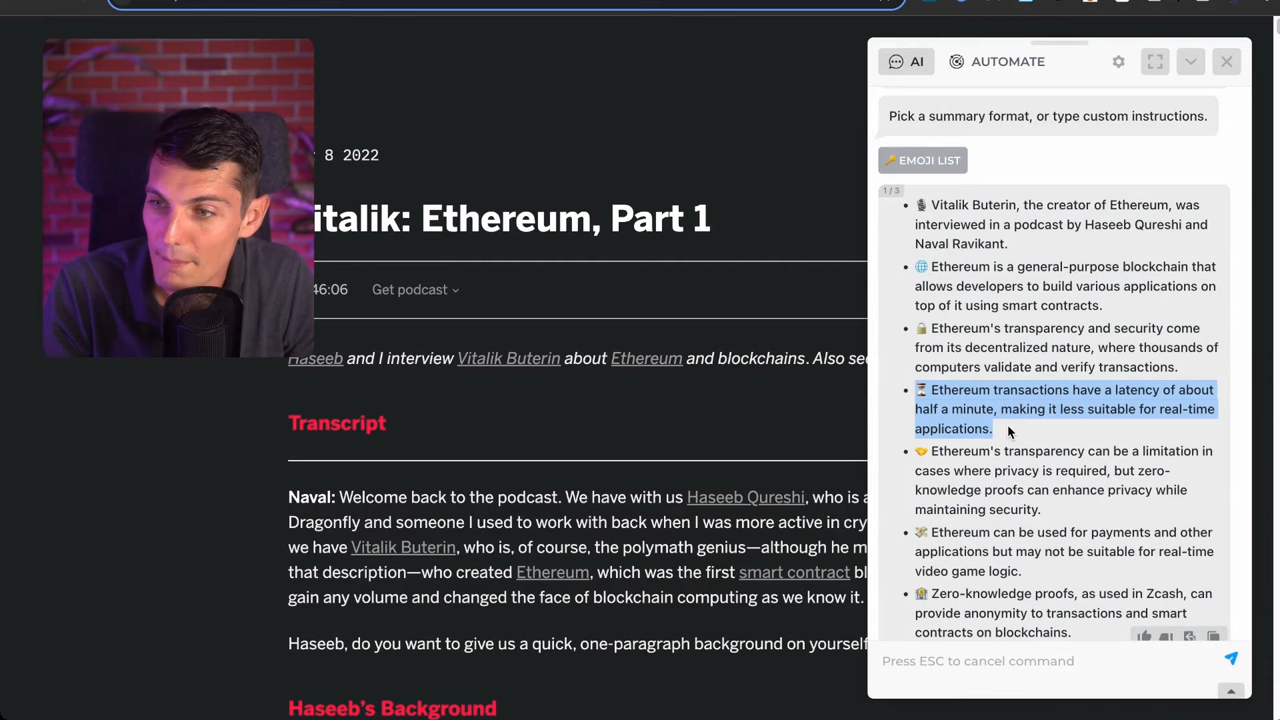 8 2022
italik: Ethereum, Part 1
46:06 Get podcast
Haseeb and I interview Vitalik Buterin about Ethereum and blockchains. Also
Transcript
Naval: Welcome back to the podcast. We have with us Haseeb Qureshi, who is
Dragonfly and someone I used to work with back when I was more active in
we have Vitalik Buterin, who is, of course, the polymath genius—although he
that description—who created Ethereum, which was the first smart contract
gain any volume and changed the face of blockchain computing as we know it.
Haseeb, do you want to give us a quick, one-paragraph background on yourself
Haseeb's Background
AI AUTOMATE
Pick a summary format, or type custom instructions.
🔑 EMOJI LIST
1 / 3
• 🎙️ Vitalik Buterin, the creator of Ethereum, was
interviewed in a podcast by Haseeb Qureshi and
Naval Ravikant.
• 🌐 Ethereum is a general-purpose blockchain that
allows developers to build various applications on
top of it using smart contracts.
• 🔒 Ethereum's transparency and security come
from its decentralized nature, where thousands of
computers validate and verify transactions.
• ⏳ Ethereum transactions have a latency of about
half a minute, making it less suitable for real-time
applications.
• 🤝 Ethereum's transparency can be a limitation in
cases where privacy is required, but zero-
knowledge proofs can enhance privacy while
maintaining security.
• 💸 Ethereum can be used for payments and other
applications but may not be suitable for real-time
video game logic.
• 🏦 Zero-knowledge proofs, as used in Zcash, can
provide anonymity to transactions and smart
contracts on blockchains.
Press ESC to cancel command